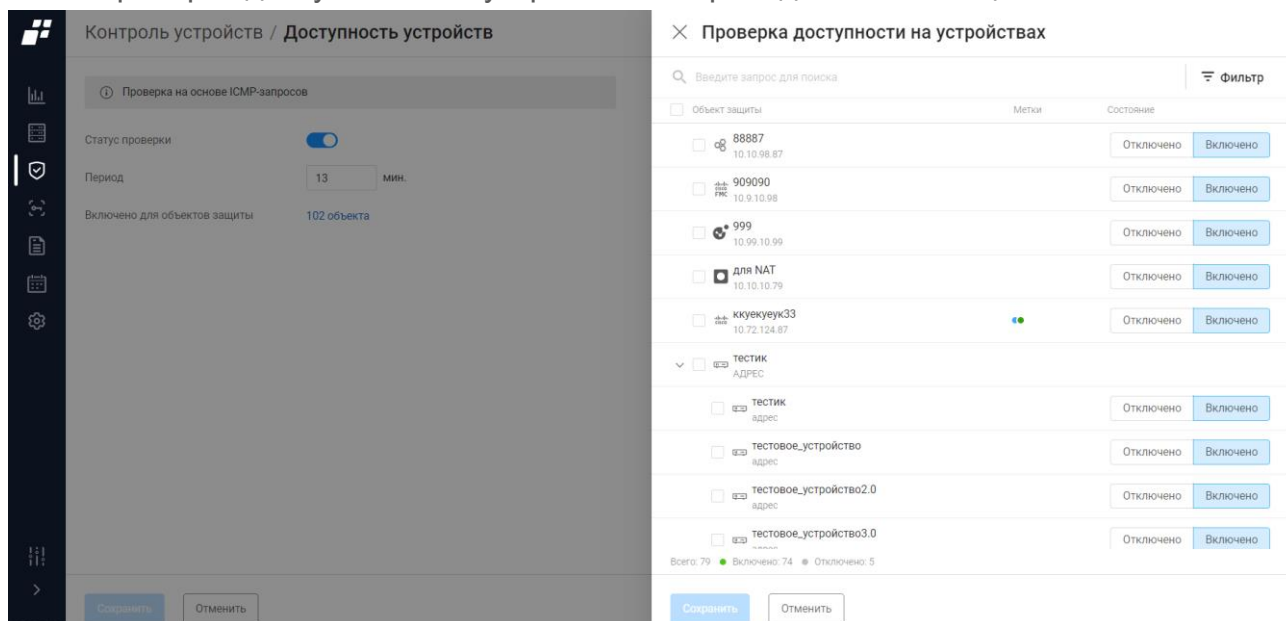 Контроль устройств / Доступность устройств
Проверка на основе ICMP-запросов
Статус проверки
Период 13 мин.
Включено для объектов защиты 102 объекта
Сохранить Отменить
Проверка доступности на устройствах
Введите запрос для поиска Фильтр
Объект защиты Метки Состояние
88887 Отключено Включено
10.10.98.87
909090 Отключено Включено
FMC 10.9.10.98
999 Отключено Включено
10.99.10.99
для NAT Отключено Включено
10.10.10.79
ккуекуеук33 Отключено Включено
10.72.124.87
тестик
АДРЕС
тестик Отключено Включено
адрес
тестовое_устройство Отключено Включено
адрес
тестовое_устройство2.0 Отключено Включено
адрес
тестовое_устройство3.0 Отключено Включено
Всего: 79 Включено: 74 Отключено: 5
Сохранить Отменить